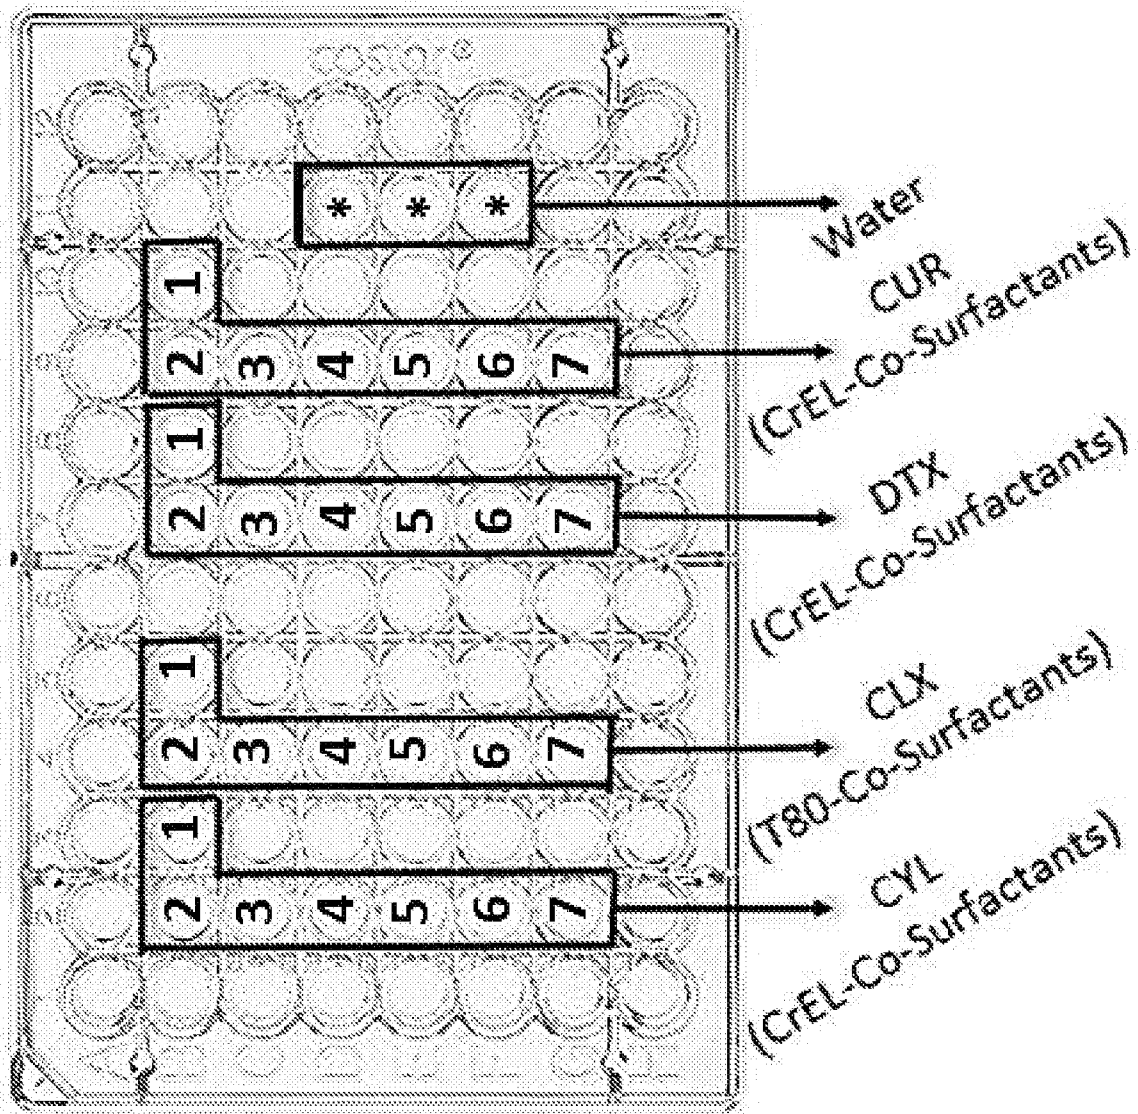 costar®
* * *
Water
1
2 3 4 5 6 7
CUR
(CrEL-Co-Surfactants)
1
2 3 4 5 6 7
DTX
(CrEL-Co-Surfactants)
1
2 3 4 5 6 7
CLX
(T80-Co-Surfactants)
1
2 3 4 5 6 7
CYL
(CrEL-Co-Surfactants)